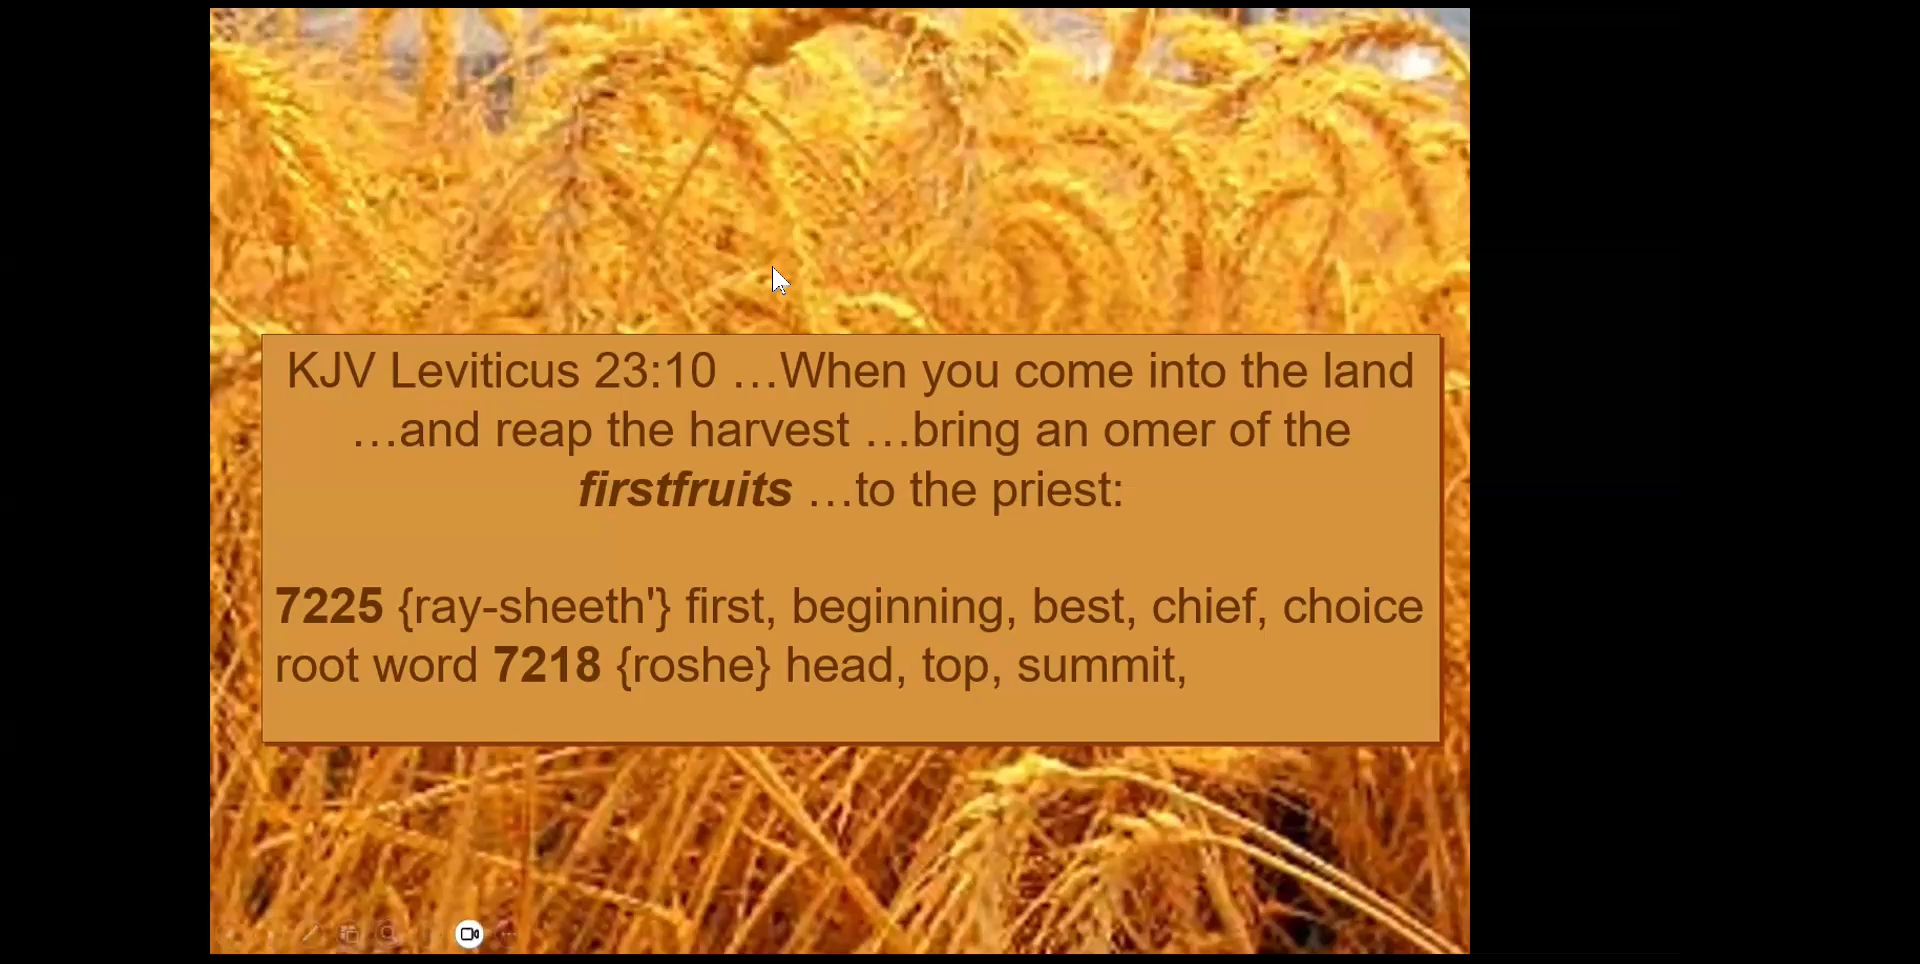 KJV Leviticus 23:10 …When you come into the land
…and reap the harvest …bring an omer of the
firstfruits …to the priest:
7225 {ray-sheeth'} first, beginning, best, chief, choice
root word 7218 {roshe} head, top, summit,